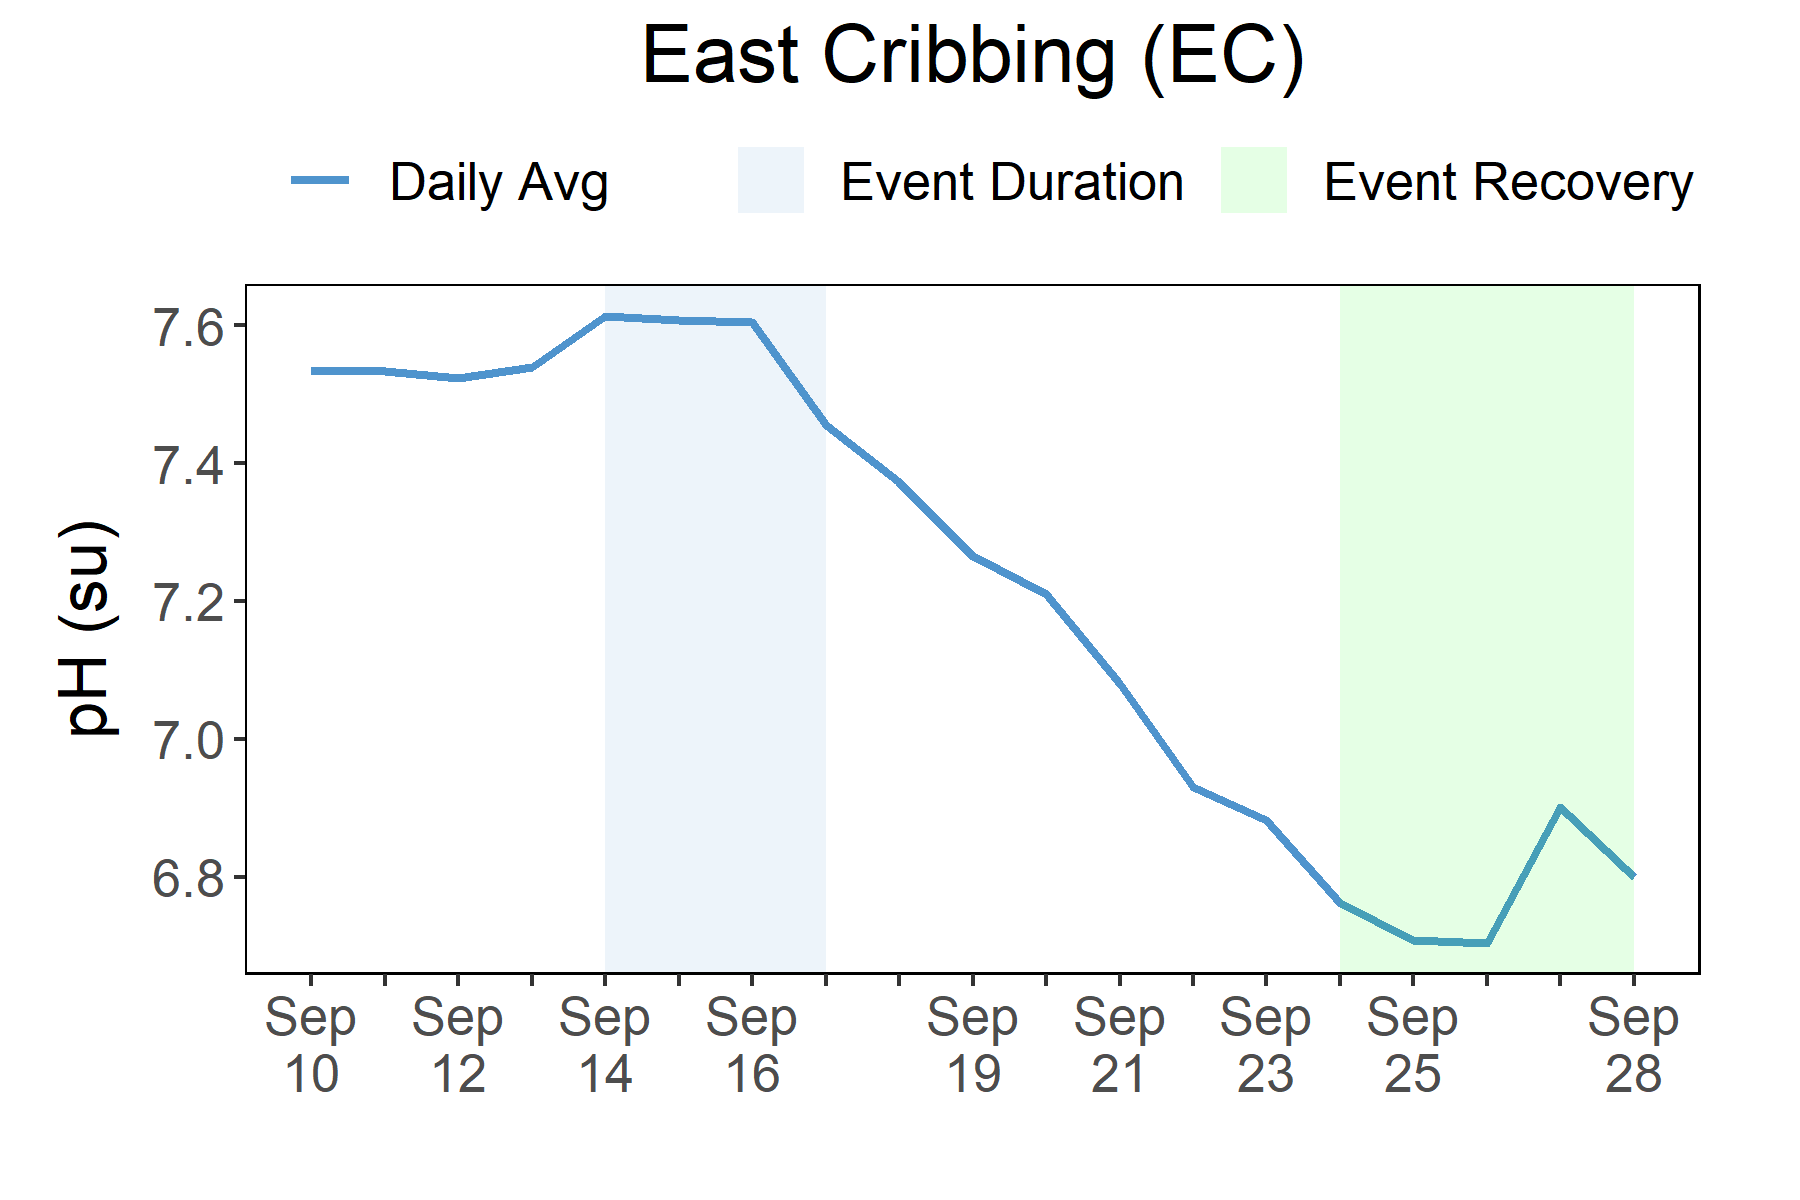 East Cribbing (EC)
Daily Avg Event Duration Event Recovery
7.6
7.4
7.2
7.0
6.8
pH (su)
Sep Sep Sep Sep Sep Sep Sep Sep Sep
10 12 14 16 19 21 23 25 28